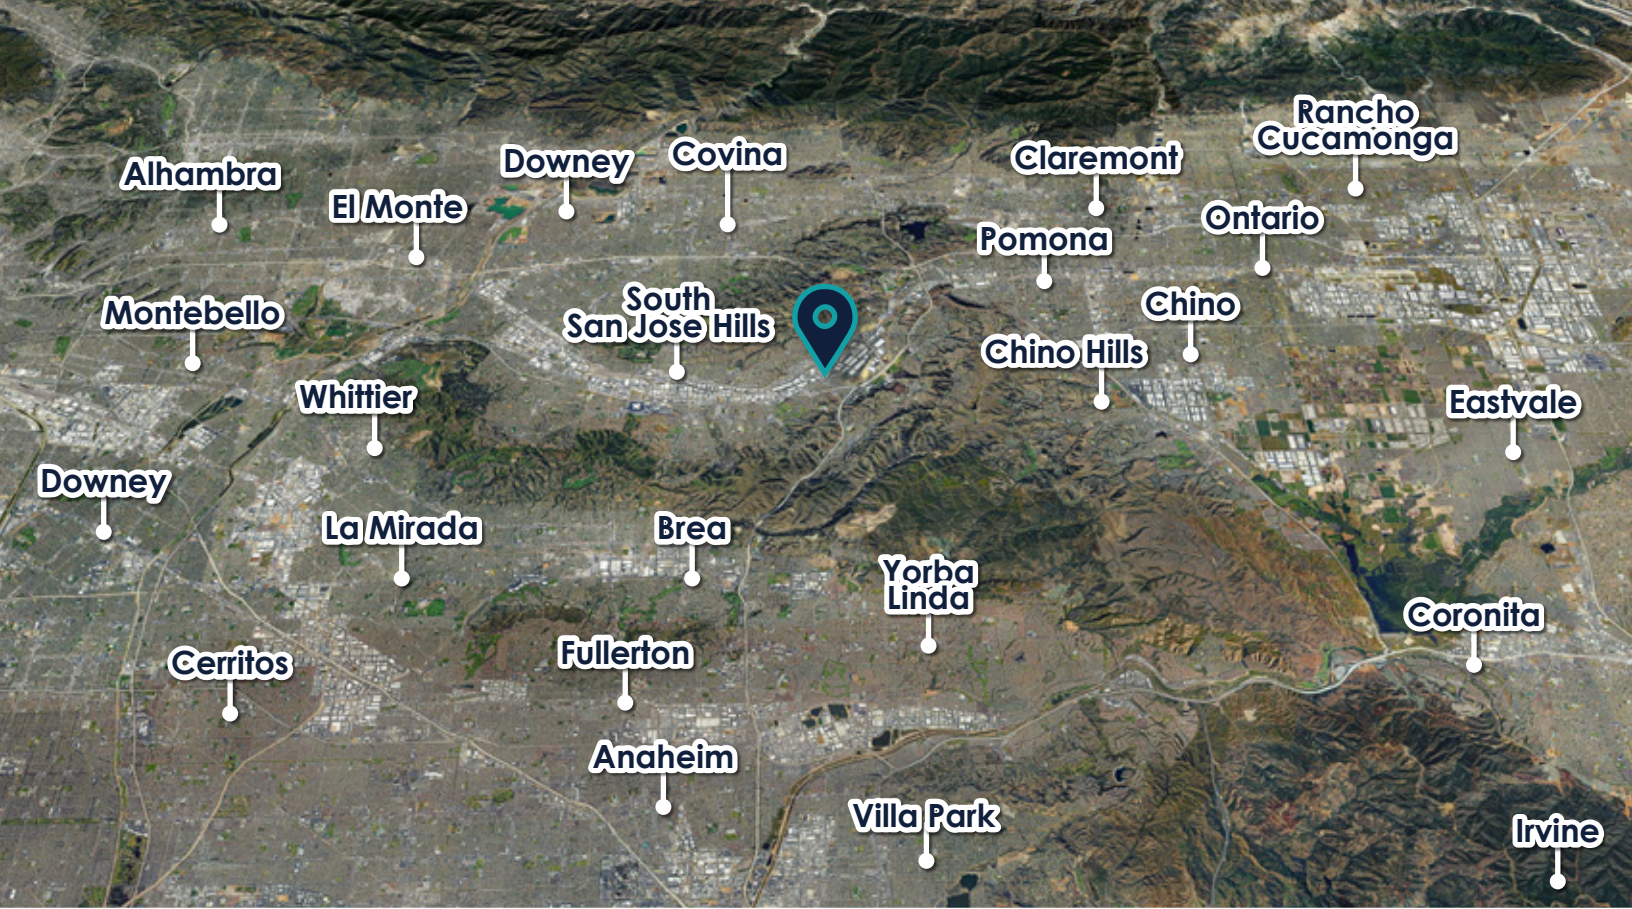 Rancho
Cucamonga
Covina
Claremont
Downey
Alhambra
El Monte
Ontario
Pomona
South
San Jose Hills
Chino
Montebello
Chino Hills
Whittier
Eastvale
Downey
La Mirada
Brea
Yorba
Linda
Coronita
Fullerton
Cerritos
Anaheim
Villa Park
Irvine